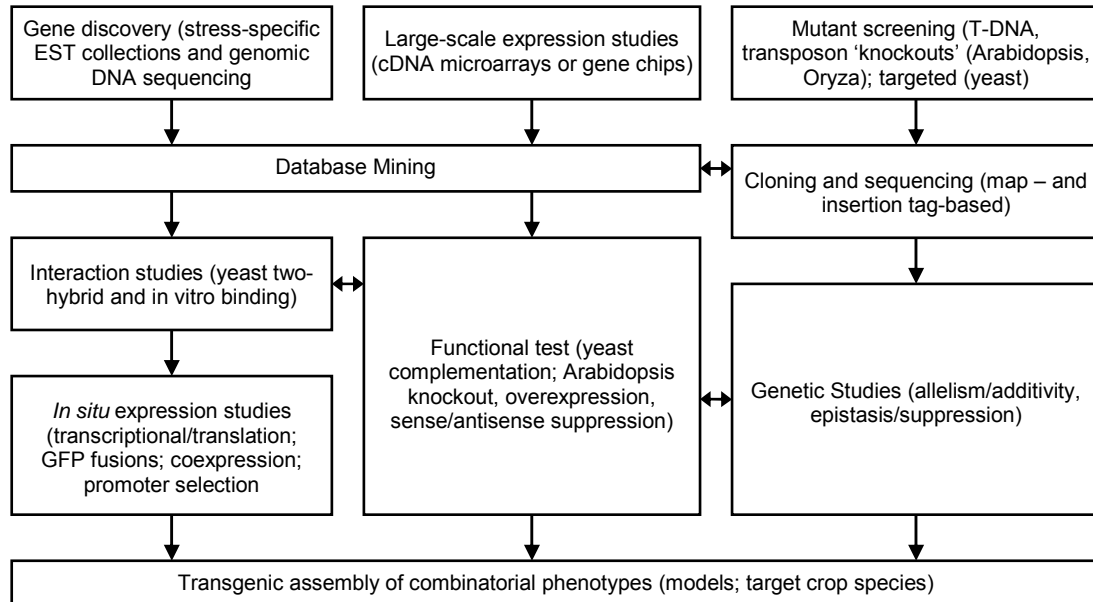 Gene discovery (stress-specific
EST collections and genomic
DNA sequencing
Large-scale expression studies
(cDNA microarrays or gene chips)
Mutant screening (T-DNA,
transposon ‘knockouts’ (Arabidopsis,
Oryza); targeted (yeast)
Database Mining
Cloning and sequencing (map – and
insertion tag-based)
Interaction studies (yeast two-
hybrid and in vitro binding)
Functional test (yeast
complementation; Arabidopsis
knockout, overexpression,
sense/antisense suppression)
Genetic Studies (allelism/additivity,
epistasis/suppression)
In situ expression studies
(transcriptional/translation;
GFP fusions; coexpression;
promoter selection
Transgenic assembly of combinatorial phenotypes (models; target crop species)